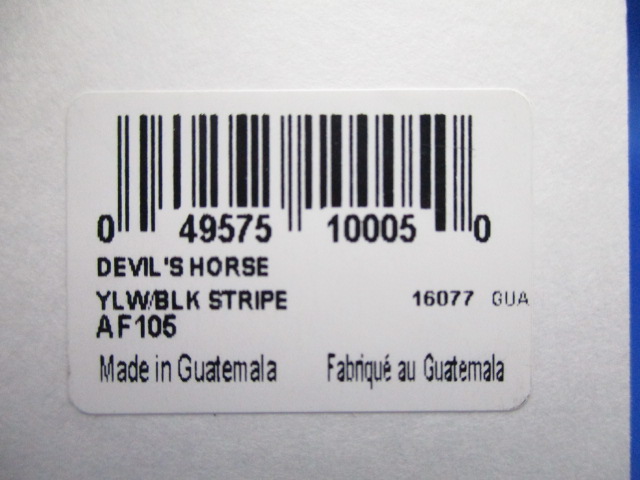 0 49575 10005 0
DEVIL'S HORSE
YLW/BLK STRIPE 16077 GUA
AF105
Made in Guatemala Fabriqué au Guatemala